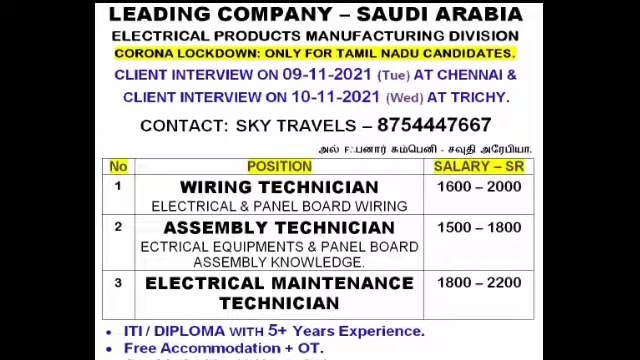 LEADING COMPANY – SAUDI ARABIA
ELECTRICAL PRODUCTS MANUFACTURING DIVISION
CORONA LOCKDOWN: ONLY FOR TAMIL NADU CANDIDATES.
CLIENT INTERVIEW ON 09-11-2021 (Tue) AT CHENNAI &
CLIENT INTERVIEW ON 10-11-2021 (Wed) AT TRICHY.
CONTACT: SKY TRAVELS – 8754447667
அல் ஃபனார் கம்பெனி - சவுதி அரேபியா.
No POSITION SALARY – SR
1 WIRING TECHNICIAN 1600 – 2000
ELECTRICAL & PANEL BOARD WIRING
2 ASSEMBLY TECHNICIAN 1500 – 1800
ECTRICAL EQUIPMENTS & PANEL BOARD
ASSEMBLY KNOWLEDGE.
3 ELECTRICAL MAINTENANCE 1800 – 2200
TECHNICIAN
• ITI / DIPLOMA WITH 5+ Years Experience.
• Free Accommodation + OT.